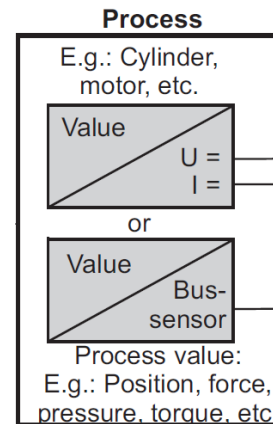 Process
E.g.: Cylinder,
motor, etc.
Value
U =
I =
or
Value
Bus-
sensor
Process value:
E.g.: Position, force,
pressure, torque, etc